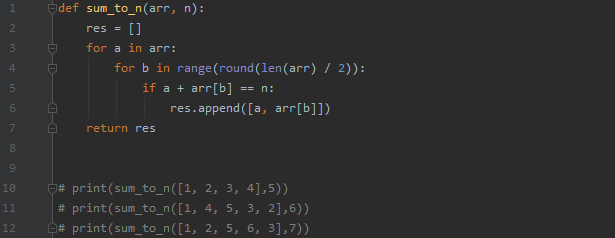 1 def sum_to_n(arr, n):
2     res = []
3     for a in arr:
4         for b in range(round(len(arr) / 2)):
5             if a + arr[b] == n:
6                 res.append([a, arr[b]])
7     return res
8
9
10 # print(sum_to_n([1, 2, 3, 4],5))
11 # print(sum_to_n([1, 4, 5, 3, 2],6))
12 # print(sum_to_n([1, 2, 5, 6, 3],7))